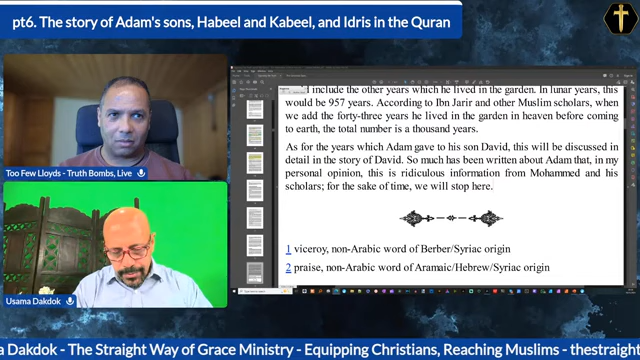 pt6. The story of Adam's sons, Habeel and Kabeel, and Idris in the Quran
include the other years which he lived in the garden. In lunar years, this
would be 957 years. According to Ibn Jarir and other Muslim scholars, when
we add the forty-three years he lived in the garden in heaven before coming
to earth, the total number is a thousand years.
As for the years which Adam gave to his son David, this will be discussed in
detail in the story of David. So much has been written about Adam that, in my
personal opinion, this is ridiculous information from Mohammed and his
scholars; for the sake of time, we will stop here.
1 viceroy, non-Arabic word of Berber/Syriac origin
2 praise, non-Arabic word of Aramaic/Hebrew/Syriac origin
Too Few Lloyds - Truth Bombs, Live
Usama Dakdok
a Dakdok - The Straight Way of Grace Ministry - Equipping Christians, Reaching Muslims - thestraight